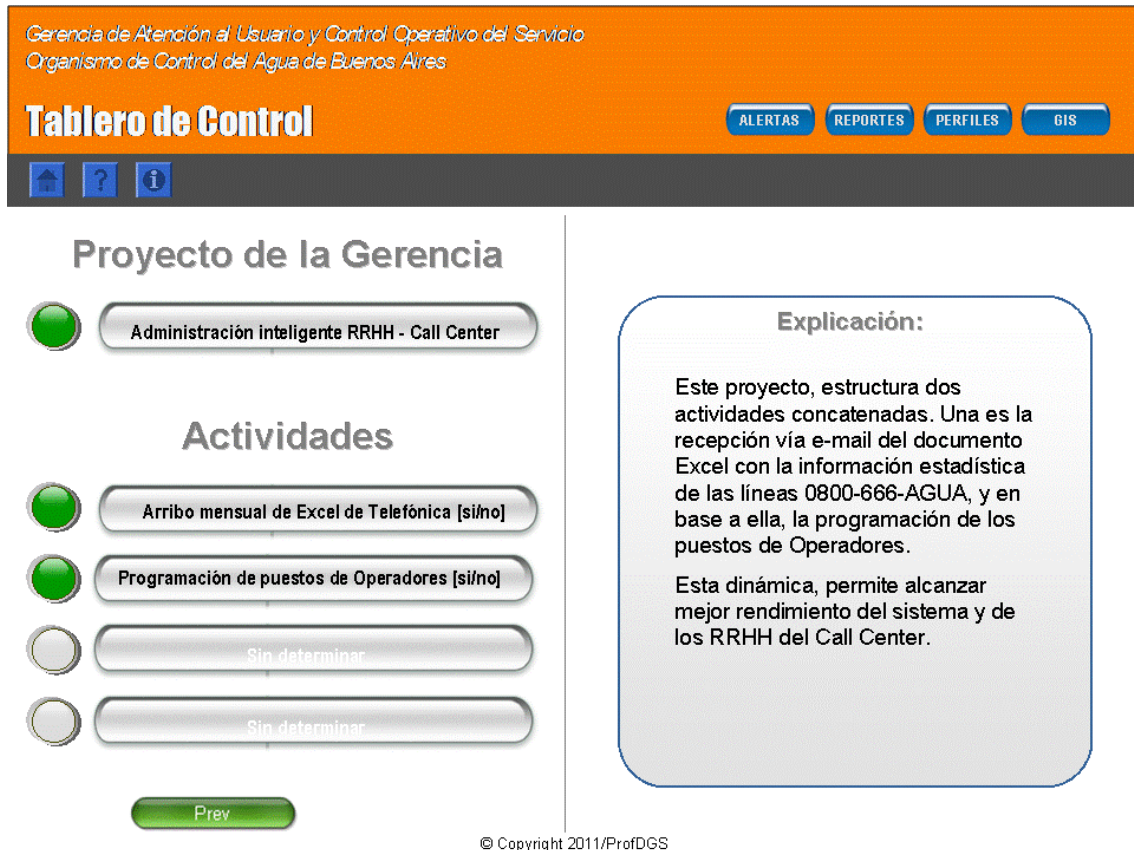 Gerencia de Atención al Usuario y Control Operativo del Servicio
Organismo de Control del Agua de Buenos Aires
Tablero de Control
ALERTAS
REPORTES
PERFILES
GIS
?
i
Proyecto de la Gerencia
Administración inteligente RRHH - Call Center
Actividades
Arribo mensual de Excel de Telefónica [si/no]
Programación de puestos de Operadores [si/no]
Sin determinar
Sin determinar
Prev
Explicación:
Este proyecto, estructura dos
actividades concatenadas. Una es la
recepción vía e-mail del documento
Excel con la información estadística
de las líneas 0800-666-AGUA, y en
base a ella, la programación de los
puestos de Operadores.
Esta dinámica, permite alcanzar
mejor rendimiento del sistema y de
los RRHH del Call Center.
© Copyright 2011/ProfDGS